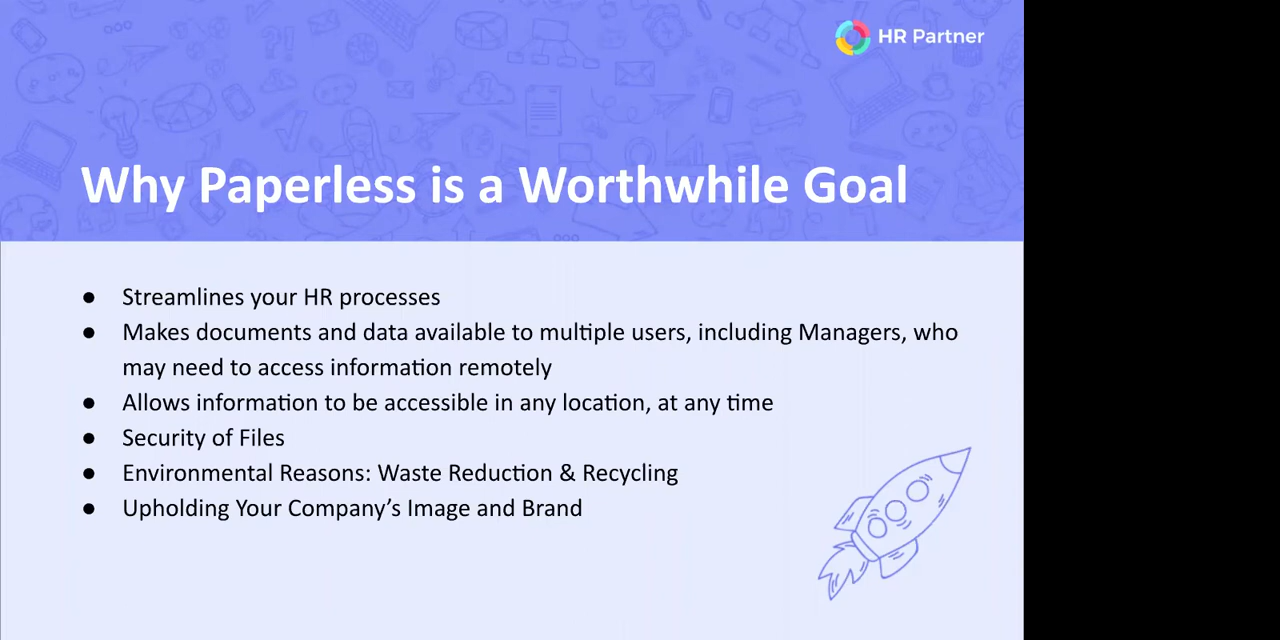 HR Partner
Why Paperless is a Worthwhile Goal
● Streamlines your HR processes
● Makes documents and data available to multiple users, including Managers, who
may need to access information remotely
● Allows information to be accessible in any location, at any time
● Security of Files
● Environmental Reasons: Waste Reduction & Recycling
● Upholding Your Company’s Image and Brand